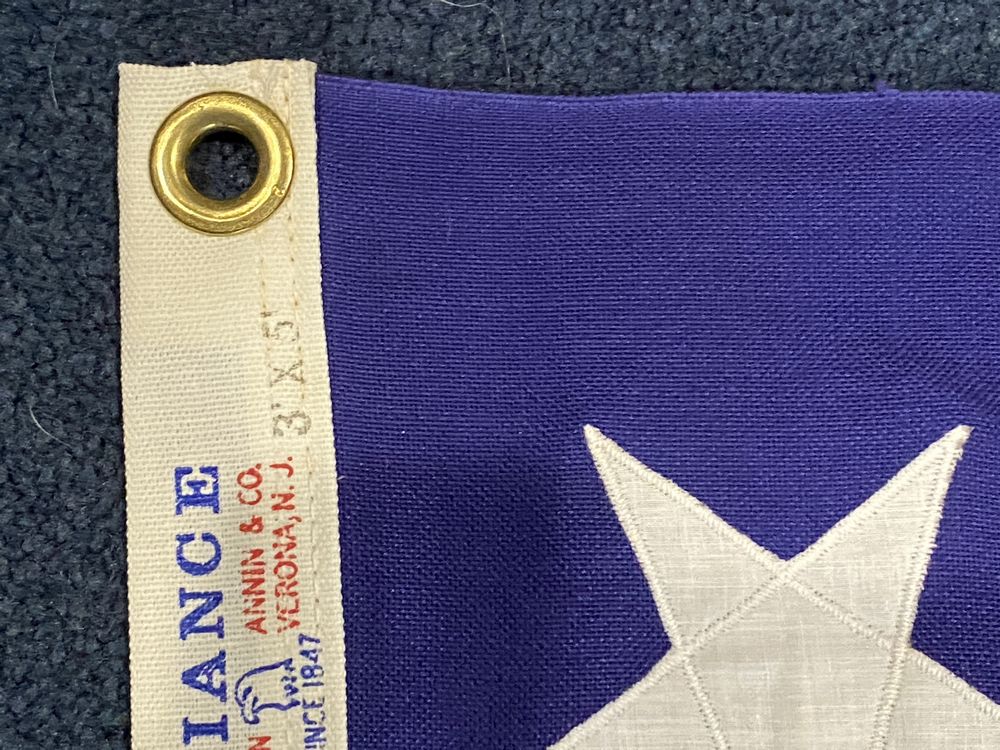 IANCE
ANNIN & CO.
VERONA, N. J.
3' X 5'
N
INCE 1847